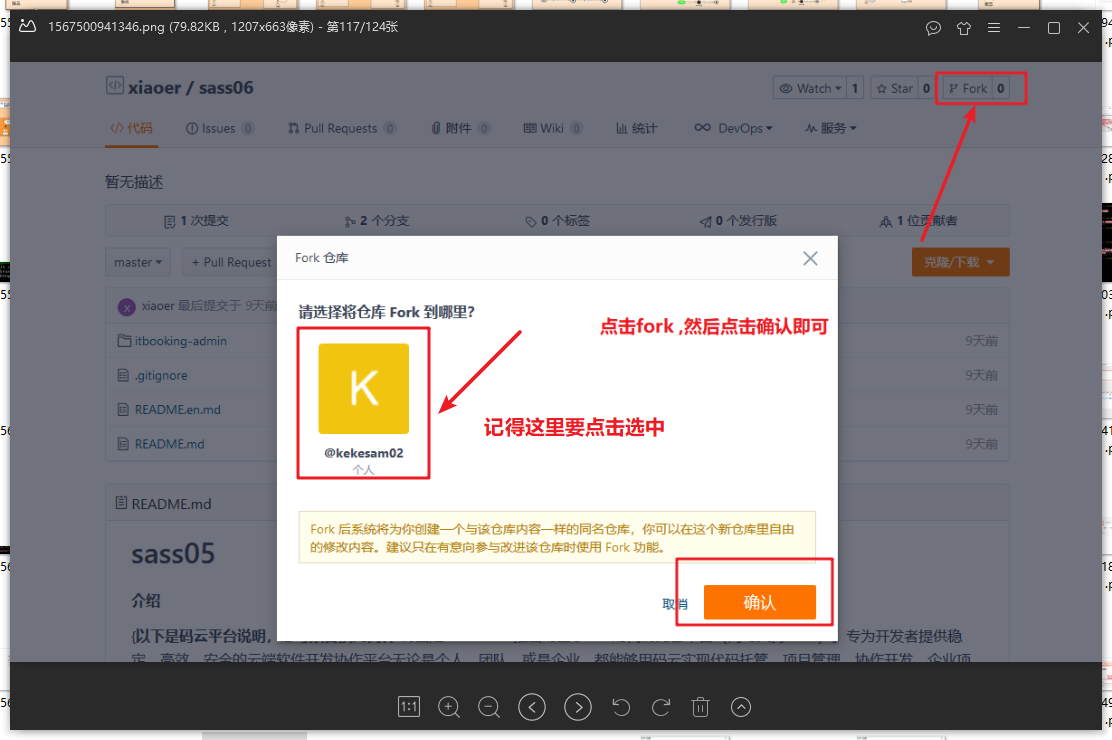 1567500941346.png (79.82KB , 1207x663像素) - 第117/124张
xiaoer / sass06
Watch 1 Star 0 Fork 0
代码 Issues 0 Pull Requests 0 附件 0 Wiki 0 统计 DevOps 服务
暂无描述
1 次提交 2 个分支 0 个标签 0 个发行版 1 位贡献者
master + Pull Request 克隆/下载
Fork 仓库
x xiaoer 最后提交于 9天前
请选择将仓库 Fork 到哪里?
点击fork ,然后点击确认即可
itbooking-admin 9天前
.gitignore 9天前
K
README.en.md 9天前
记得这里要点击选中
README.md 9天前
@kekesam02
个人
README.md
Fork 后系统将为你创建一个与该仓库内容一样的同名仓库，你可以在这个新仓库里自由
的修改内容。建议只在有意向参与改进该仓库时使用 Fork 功能。
sass05
取消 确认
介绍
(以下是码云平台说明， 专为开发者提供稳
定、高效、安全的云端软件开发协作平台无论是个人、团队、或是企业，都能够用码云实现代码托管、项目管理、协作开发、企业项
1:1